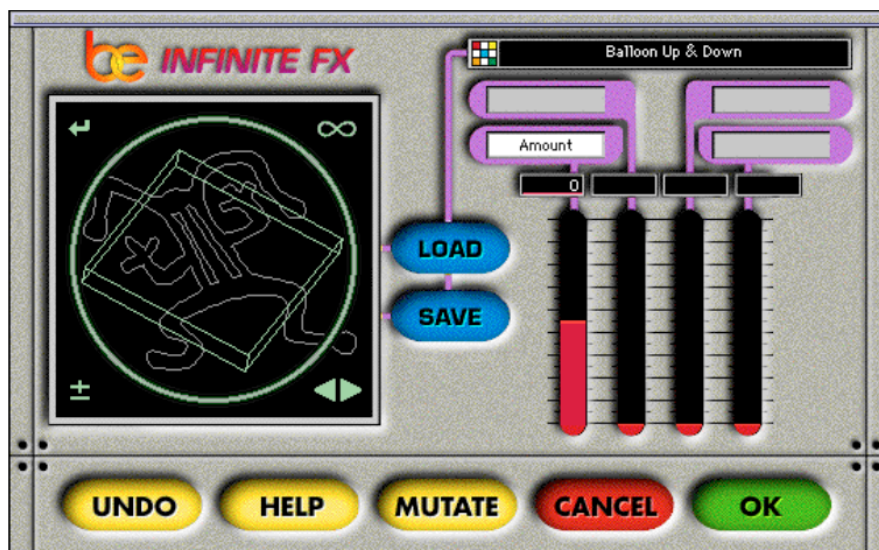 be INFINITE FX
Balloon Up & Down
Amount
0
LOAD
SAVE
UNDO
HELP
MUTATE
CANCEL
OK